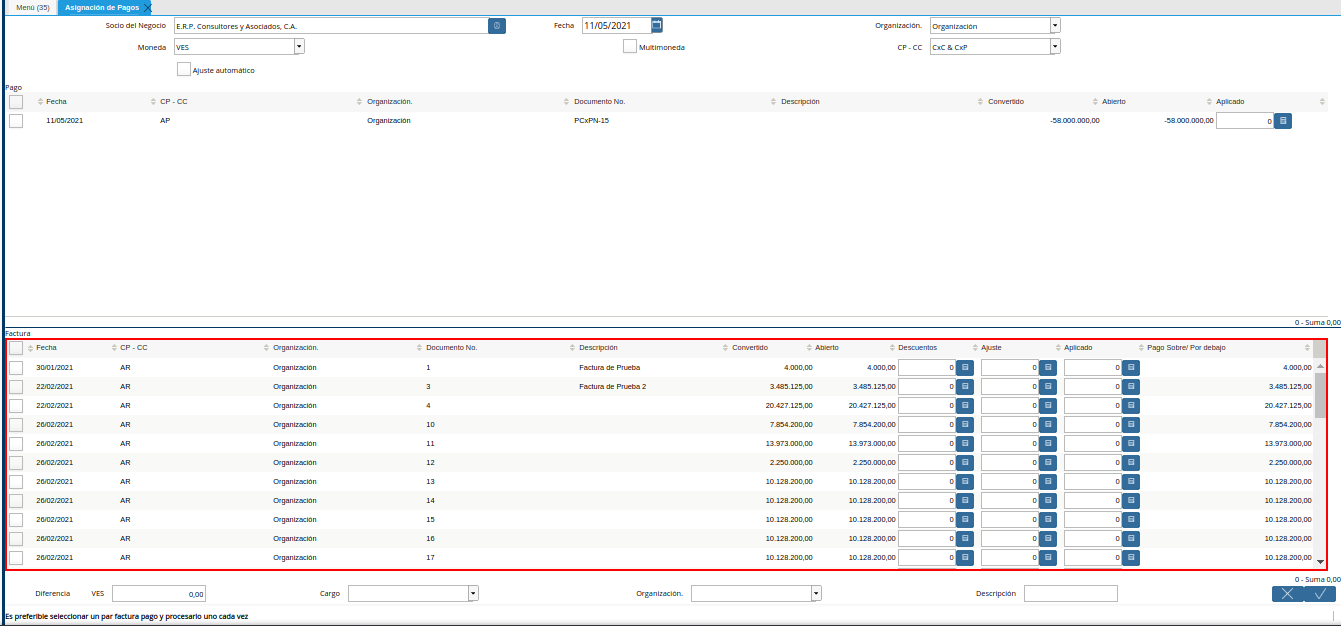 Menú (35) Asignación de Pagos
Socio del Negocio E.R.P. Consultores y Asociados, C.A. Fecha 11/05/2021 Organización. Organización
Moneda VES Multimoneda CP - CC CxC & CxP
Ajuste automático
Pago
Fecha CP - CC Organización. Documento No. Descripción Convertido Abierto Aplicado
11/05/2021 AP Organización PCxPN-15 -58.000.000,00 -58.000.000,00 0
0 - Suma 0,00
Factura
Fecha CP - CC Organización. Documento No. Descripción Convertido Abierto Descuentos Ajuste Aplicado Pago Sobre/ Por debajo
30/01/2021 AR Organización 1 Factura de Prueba 4.000,00 4.000,00 0 0 0 4.000,00
22/02/2021 AR Organización 3 Factura de Prueba 2 3.485.125,00 3.485.125,00 0 0 0 3.485.125,00
22/02/2021 AR Organización 4 20.427.125,00 20.427.125,00 0 0 0 20.427.125,00
26/02/2021 AR Organización 10 7.854.200,00 7.854.200,00 0 0 0 7.854.200,00
26/02/2021 AR Organización 11 13.973.000,00 13.973.000,00 0 0 0 13.973.000,00
26/02/2021 AR Organización 12 2.250.000,00 2.250.000,00 0 0 0 2.250.000,00
26/02/2021 AR Organización 13 10.128.200,00 10.128.200,00 0 0 0 10.128.200,00
26/02/2021 AR Organización 14 10.128.200,00 10.128.200,00 0 0 0 10.128.200,00
26/02/2021 AR Organización 15 10.128.200,00 10.128.200,00 0 0 0 10.128.200,00
26/02/2021 AR Organización 16 10.128.200,00 10.128.200,00 0 0 0 10.128.200,00
26/02/2021 AR Organización 17 10.128.200,00 10.128.200,00 0 0 0 10.128.200,00
0 - Suma 0,00
Diferencia VES 0,00 Cargo Organización. Descripción
Es preferible seleccionar un par factura pago y procesarlo uno cada vez